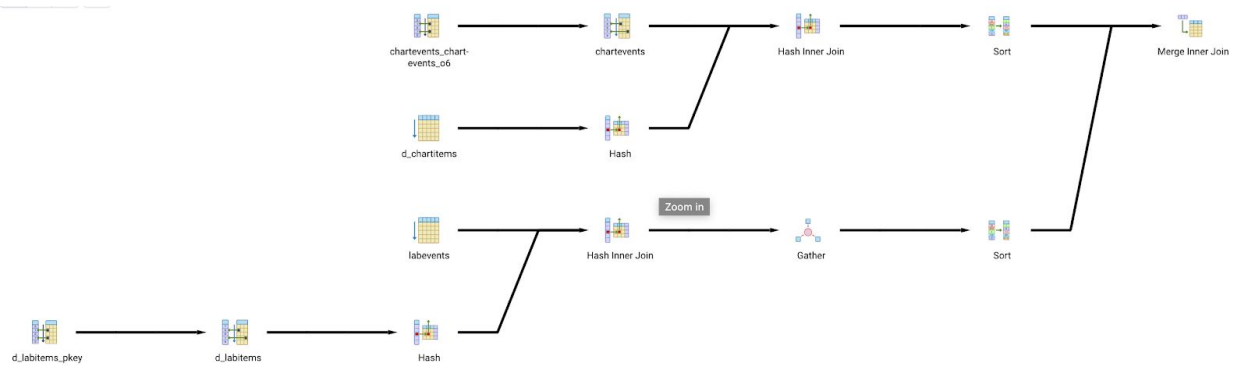 chartevents_chart-
events_o6
chartevents
Hash Inner Join
Sort
Merge Inner Join
d_chartitems
Hash
Zoom in
labevents
Hash Inner Join
Gather
Sort
d_labitems_pkey
d_labitems
Hash